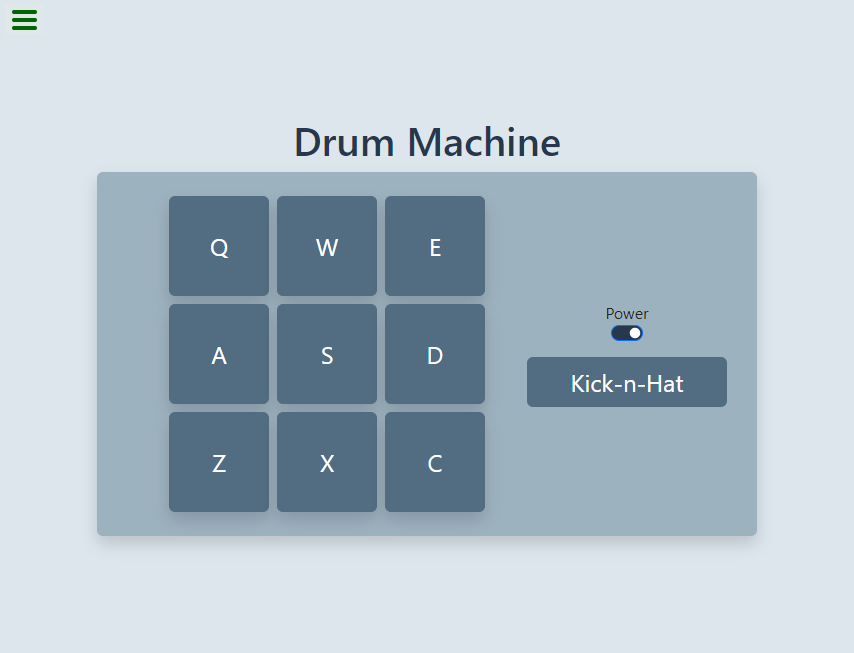 Drum Machine
Q W E
Power
A S D
Kick-n-Hat
Z X C